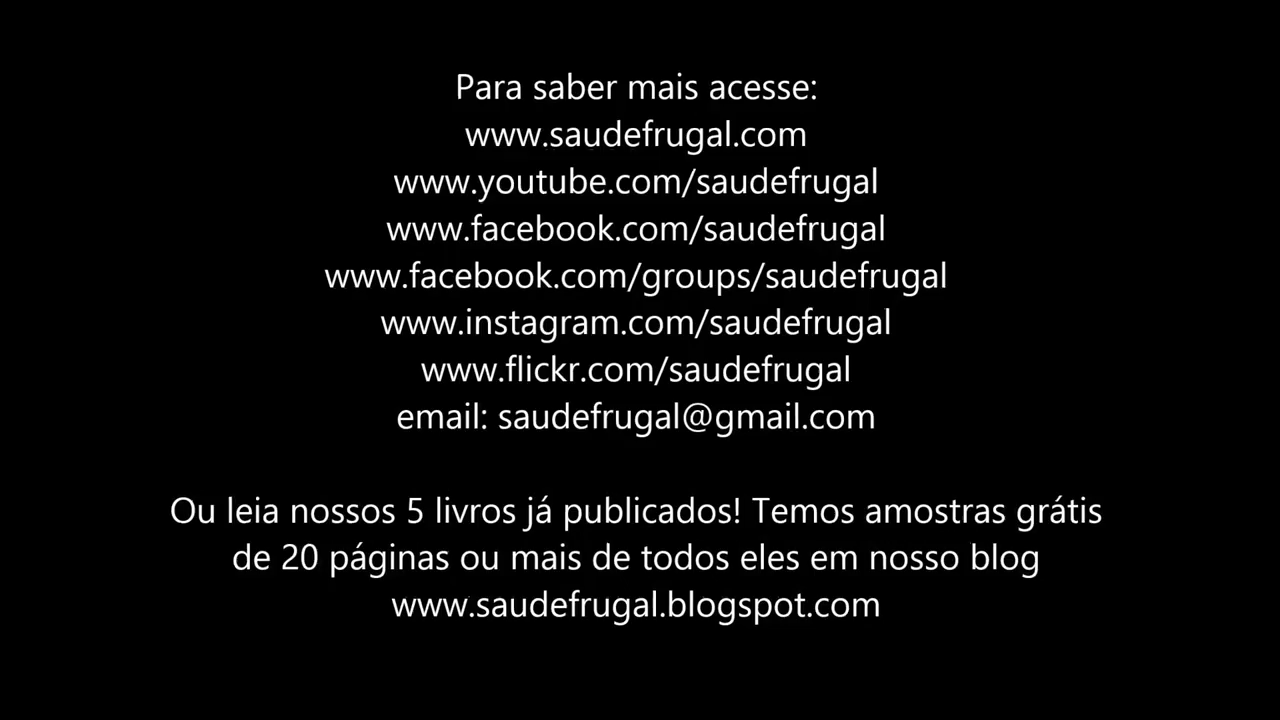 Para saber mais acesse:
www.saudefrugal.com
www.youtube.com/saudefrugal
www.facebook.com/saudefrugal
www.facebook.com/groups/saudefrugal
www.instagram.com/saudefrugal
www.flickr.com/saudefrugal
email: saudefrugal@gmail.com
Ou leia nossos 5 livros já publicados! Temos amostras grátis
de 20 páginas ou mais de todos eles em nosso blog
www.saudefrugal.blogspot.com